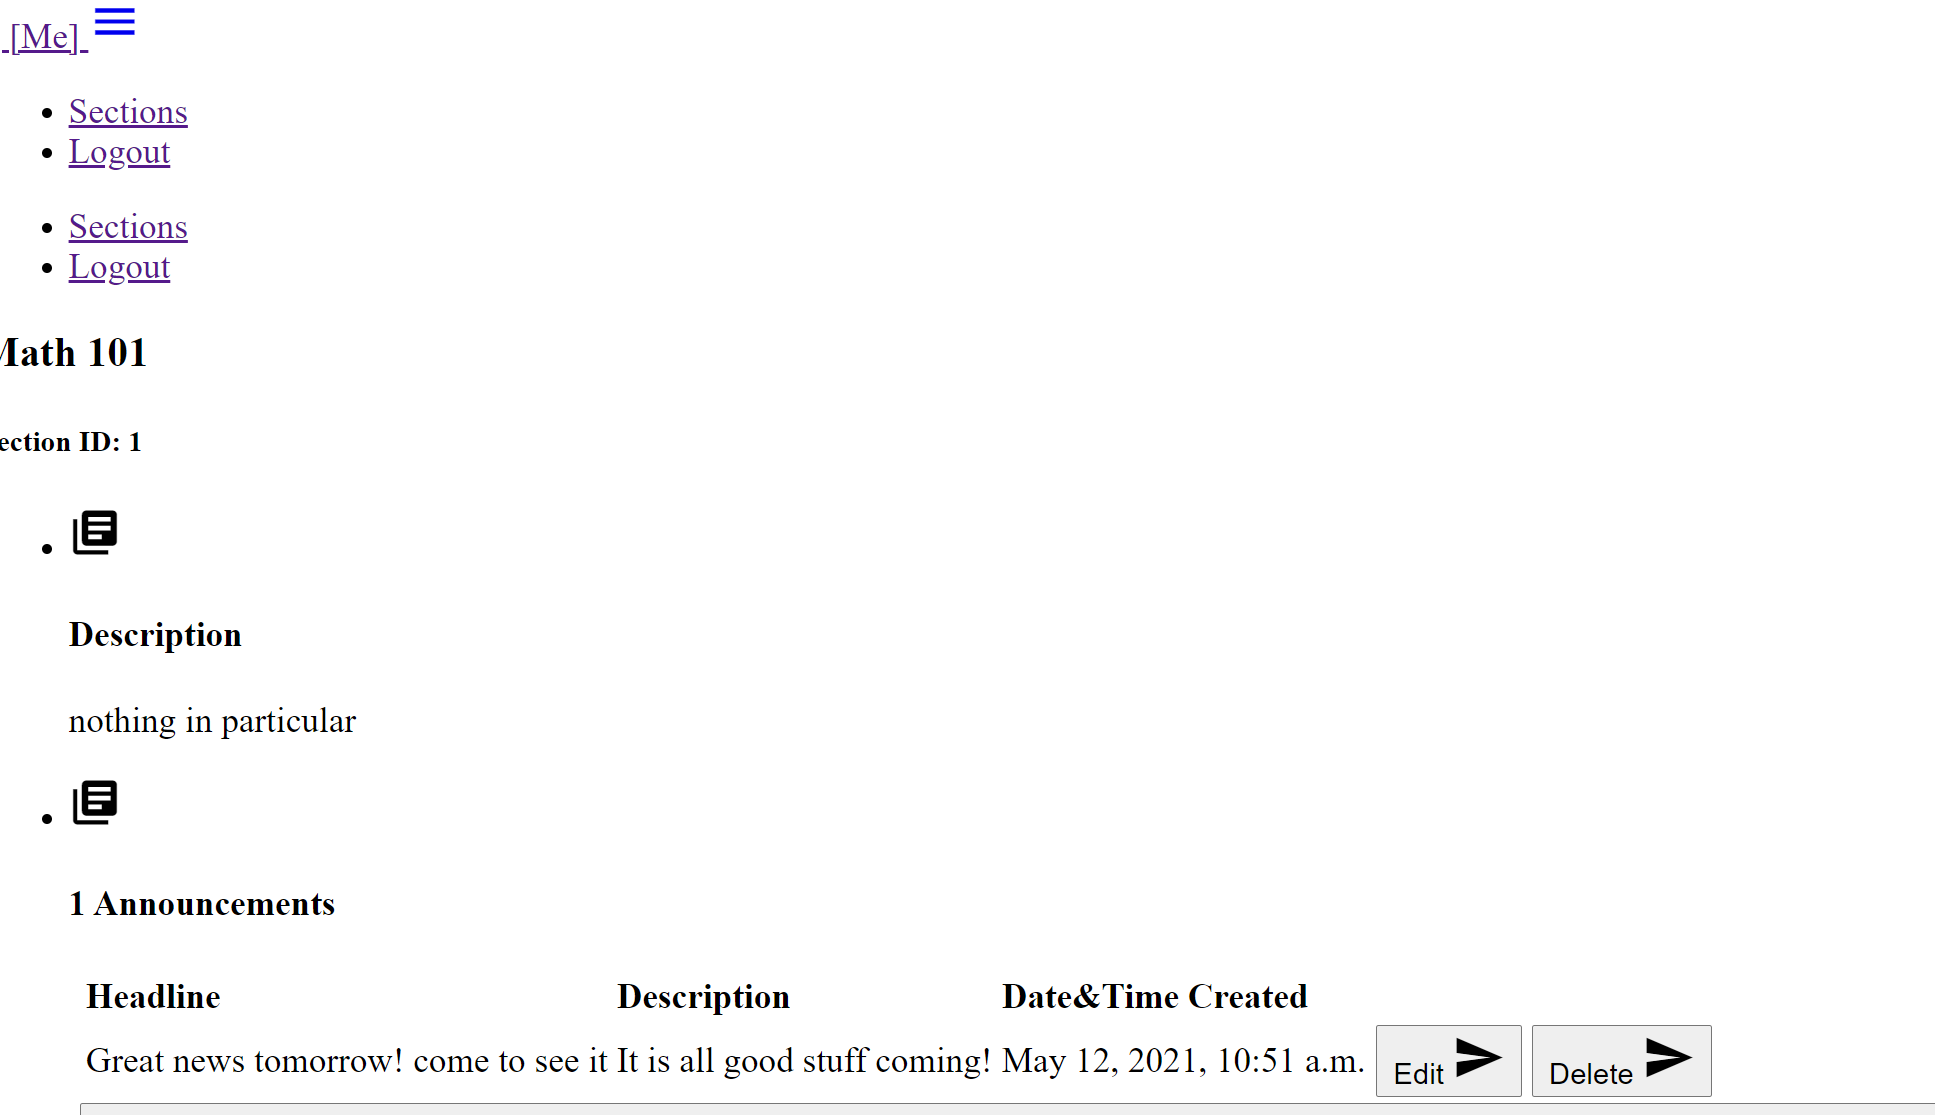 [Me]
Sections
Logout
Sections
Logout
Math 101
ection ID: 1
Description
nothing in particular
1 Announcements
Headline Description Date&Time Created
Great news tomorrow! come to see it It is all good stuff coming! May 12, 2021, 10:51 a.m. Edit Delete